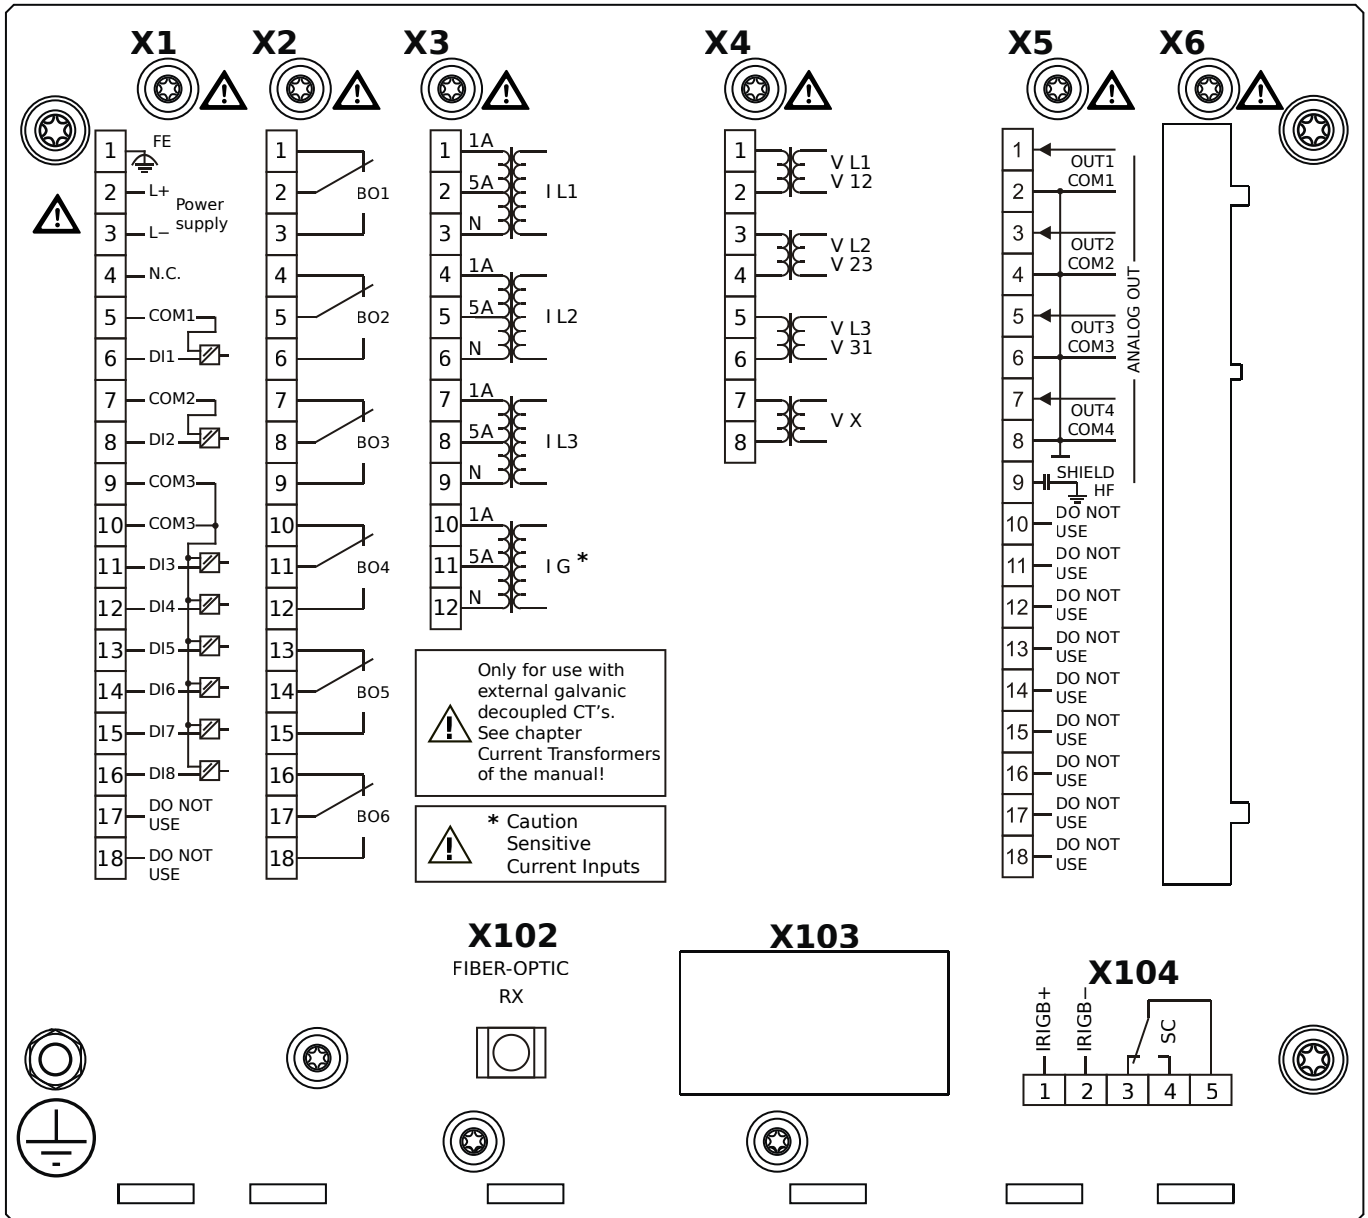 X1
X2
X3
X4
X5
X6
1
FE
2
L+
Power
supply
3
L−
4
N.C.
5
COM1
6
DI1
7
COM2
8
DI2
9
COM3
10
COM3
11
DI3
12
DI4
13
DI5
14
DI6
15
DI7
16
DI8
17
DO NOT
USE
18
DO NOT
USE
1
2
BO1
3
4
5
BO2
6
7
8
BO3
9
10
11
BO4
12
13
14
BO5
15
16
17
BO6
18
1
1A
2
5A
I L1
3
N
4
1A
5
5A
I L2
6
N
7
1A
8
5A
I L3
9
N
10
1A
11
5A
I G *
12
N
Only for use with
external galvanic
decoupled CT's.
See chapter
Current Transformers
of the manual!
* Caution
Sensitive
Current Inputs
1
2
V L1
V 12
3
4
V L2
V 23
5
6
V L3
V 31
7
8
V X
1
OUT1
2
COM1
3
OUT2
4
COM2
5
OUT3
6
COM3
7
OUT4
8
COM4
ANALOG OUT
9
SHIELD
HF
10
DO NOT
USE
11
DO NOT
USE
12
DO NOT
USE
13
DO NOT
USE
14
DO NOT
USE
15
DO NOT
USE
16
DO NOT
USE
17
DO NOT
USE
18
DO NOT
USE
X102
FIBER-OPTIC
RX
X103
X104
IRIGB+
IRIGB−
SC
1 2 3 4 5